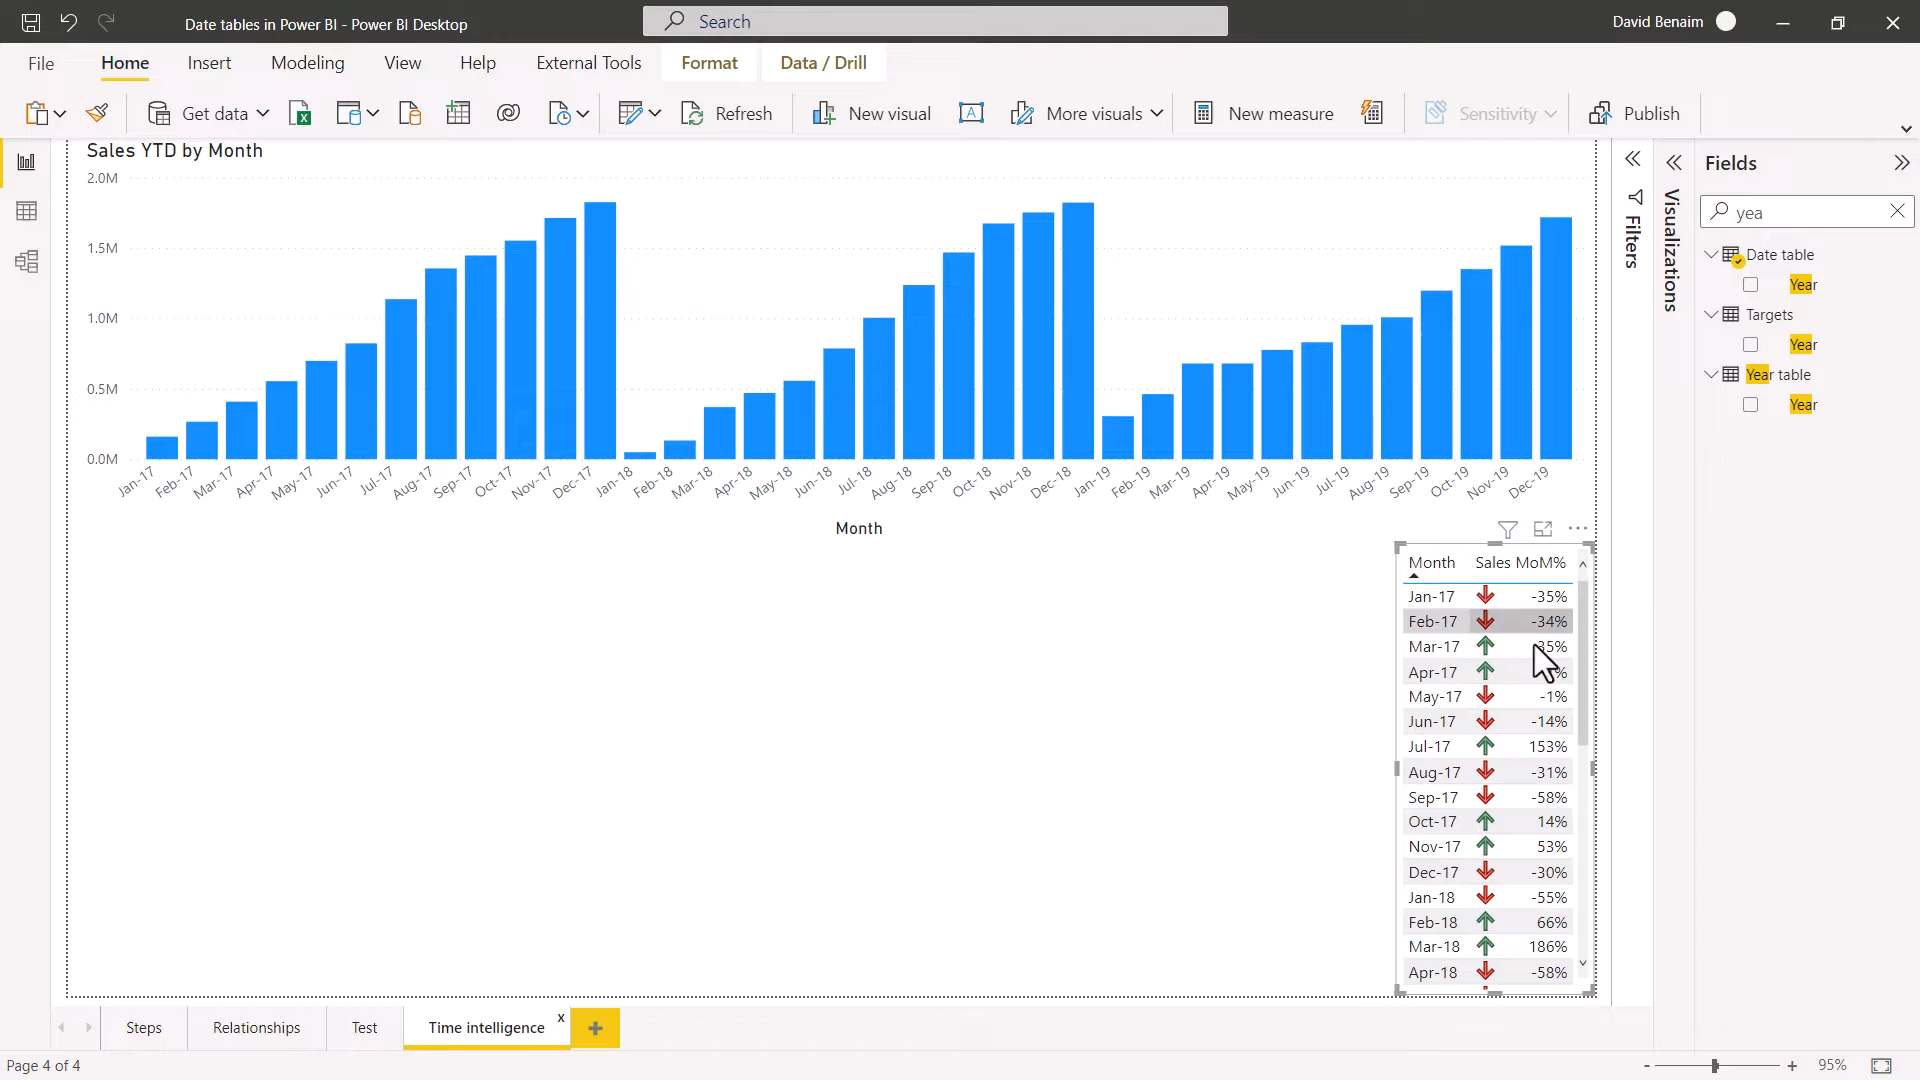 Date tables in Power BI - Power BI Desktop
Search
David Benaim
File Home Insert Modeling View Help External Tools Format Data / Drill
Get data Refresh New visual More visuals New measure Sensitivity Publish
Sales YTD by Month
2.0M
1.5M
1.0M
0.5M
0.0M
Jan-17 Feb-17 Mar-17 Apr-17 May-17 Jun-17 Jul-17 Aug-17 Sep-17 Oct-17 Nov-17 Dec-17 Jan-18 Feb-18 Mar-18 Apr-18 May-18 Jun-18 Jul-18 Aug-18 Sep-18 Oct-18 Nov-18 Dec-18 Jan-19 Feb-19 Mar-19 Apr-19 May-19 Jun-19 Jul-19 Aug-19 Sep-19 Oct-19 Nov-19 Dec-19
Month
Month Sales MoM%
Jan-17 -35%
Feb-17 -34%
Mar-17
Apr-17
May-17 -1%
Jun-17 -14%
Jul-17 153%
Aug-17 -31%
Sep-17 -58%
Oct-17 14%
Nov-17 53%
Dec-17 -30%
Jan-18 -55%
Feb-18 66%
Mar-18 186%
Apr-18 -58%
Filters
Visualizations
Fields
yea
Date table
Year
Targets
Year
Year table
Year
Steps Relationships Test Time intelligence x
Page 4 of 4
- + 95%